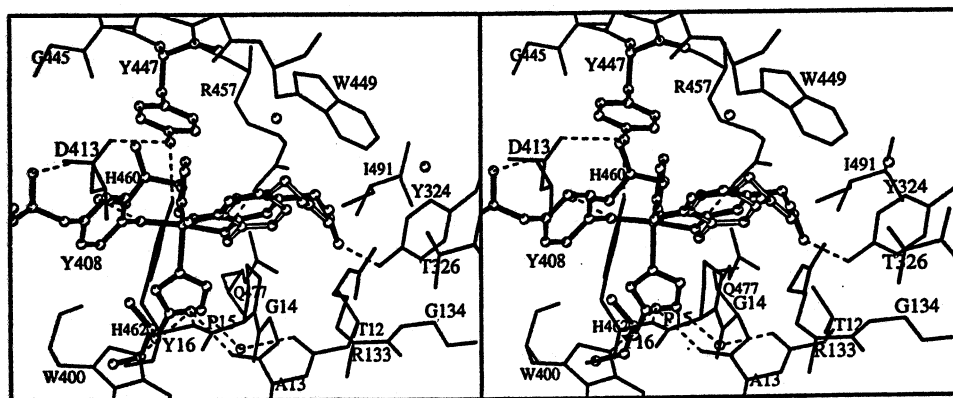 G445
Y447
R457
W449
D413
H460
I491
Y324
Y408
T326
Q477
G14
G134
H462
P15
Y16
T12
R133
W400
A13
G445
Y447
R457
W449
D413
H460
I491
Y324
Y408
T326
Q477
G14
G134
H462
P15
16
T12
R133
W400
A13